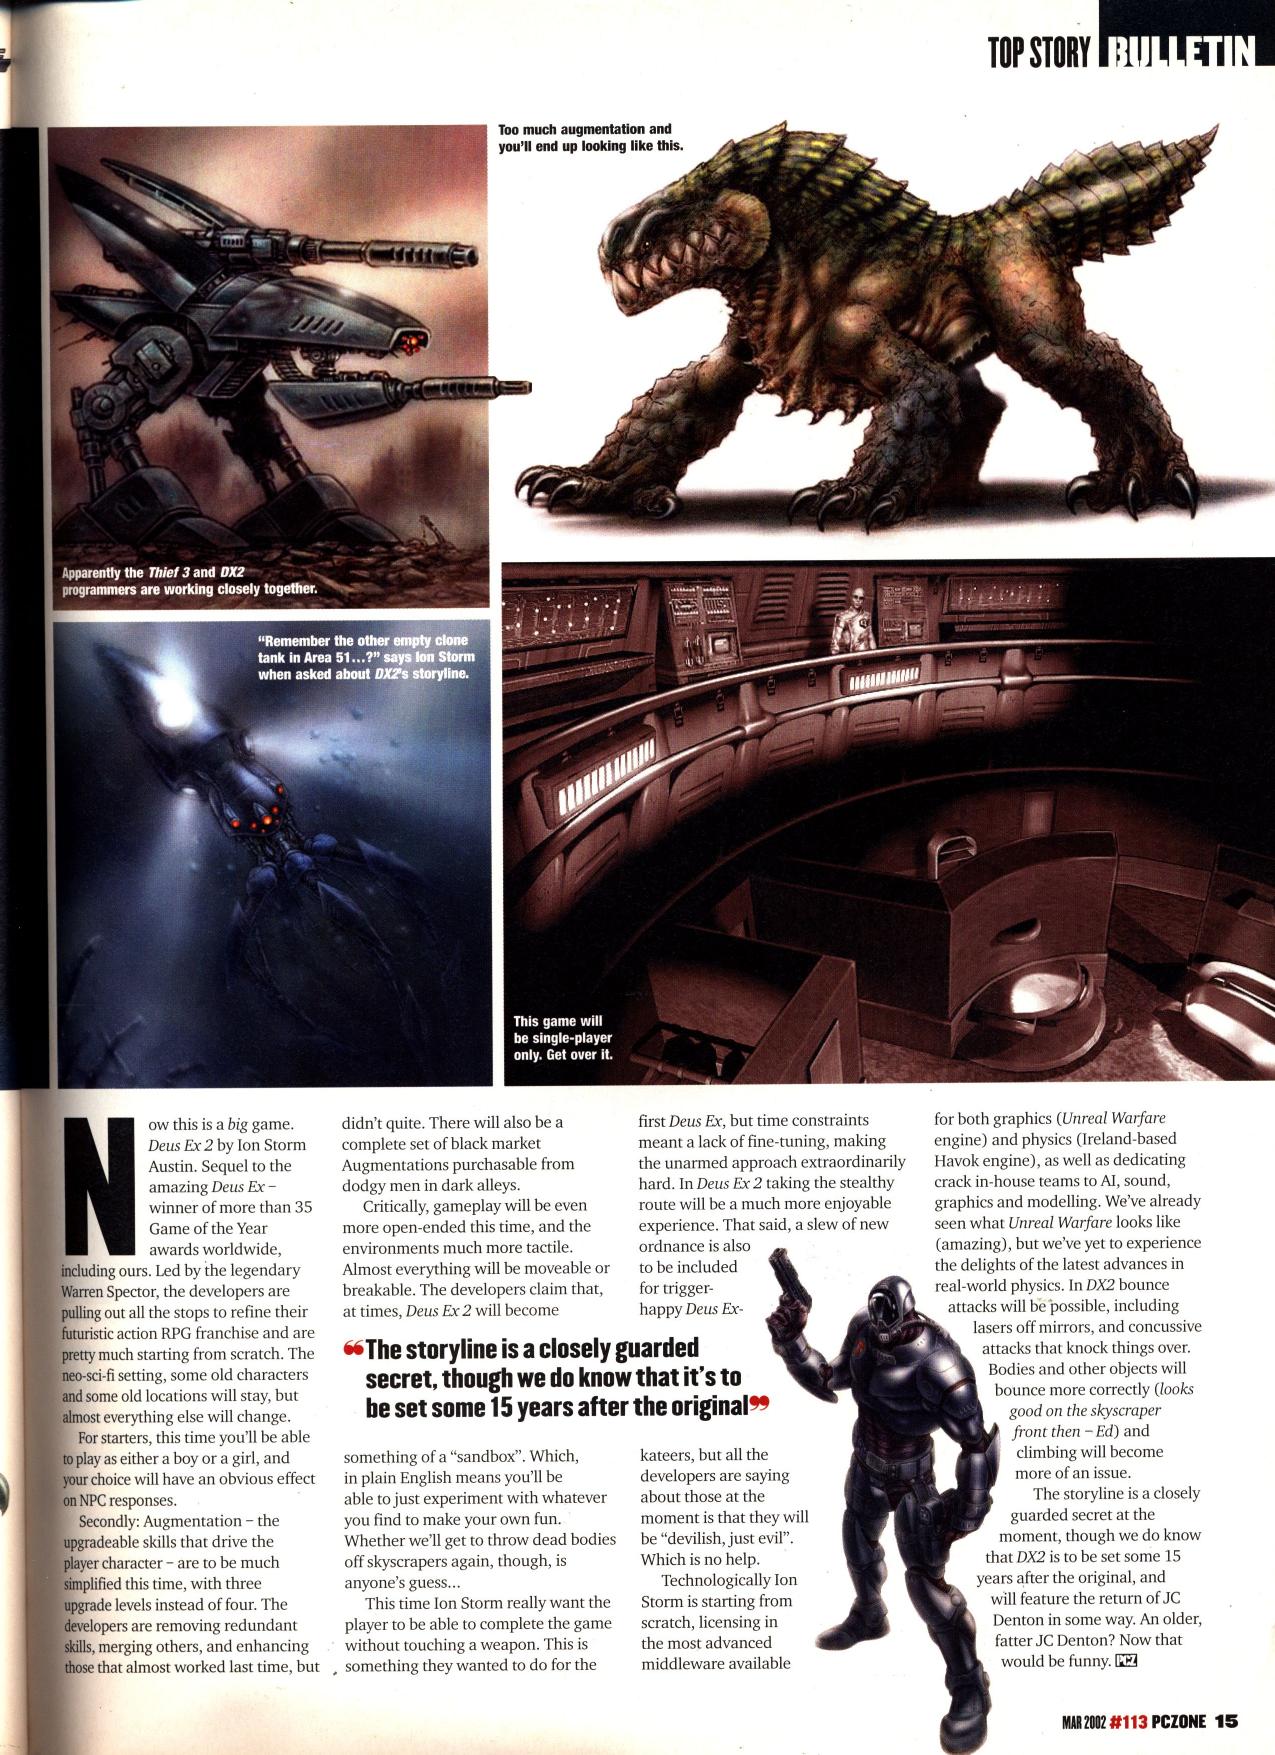 TOP STORY BULLETIN
Too much augmentation and
you'll end up looking like this.
Apparently the Thief 3 and DX2
programmers are working closely together.
"Remember the other empty clone
tank in Area 51...?" says Ion Storm
when asked about DX2's storyline.
This game will
be single-player
only. Get over it.
Now this is a big game.
Deus Ex 2 by Ion Storm
Austin. Sequel to the
amazing Deus Ex –
winner of more than 35
Game of the Year
awards worldwide,
including ours. Led by the legendary
Warren Spector, the developers are
pulling out all the stops to refine their
futuristic action RPG franchise and are
pretty much starting from scratch. The
neo-sci-fi setting, some old characters
and some old locations will stay, but
almost everything else will change.
For starters, this time you'll be able
to play as either a boy or a girl, and
your choice will have an obvious effect
on NPC responses.
Secondly: Augmentation – the
upgradeable skills that drive the
player character – are to be much
simplified this time, with three
upgrade levels instead of four. The
developers are removing redundant
skills, merging others, and enhancing
those that almost worked last time, but
didn't quite. There will also be a
complete set of black market
Augmentations purchasable from
dodgy men in dark alleys.
Critically, gameplay will be even
more open-ended this time, and the
environments much more tactile.
Almost everything will be moveable or
breakable. The developers claim that,
at times, Deus Ex 2 will become
“The storyline is a closely guarded
secret, though we do know that it's to
be set some 15 years after the original”
something of a “sandbox”. Which,
in plain English means you'll be
able to just experiment with whatever
you find to make your own fun.
Whether we'll get to throw dead bodies
off skyscrapers again, though, is
anyone's guess...
This time Ion Storm really want the
player to be able to complete the game
without touching a weapon. This is
something they wanted to do for the
first Deus Ex, but time constraints
meant a lack of fine-tuning, making
the unarmed approach extraordinarily
hard. In Deus Ex 2 taking the stealthy
route will be a much more enjoyable
experience. That said, a slew of new
ordnance is also
to be included
for trigger-
happy Deus Ex-
kateers, but all the
developers are saying
about those at the
moment is that they will
be “devilish, just evil”.
Which is no help.
Technologically Ion
Storm is starting from
scratch, licensing in
the most advanced
middleware available
for both graphics (Unreal Warfare
engine) and physics (Ireland-based
Havok engine), as well as dedicating
crack in-house teams to AI, sound,
graphics and modelling. We've already
seen what Unreal Warfare looks like
(amazing), but we've yet to experience
the delights of the latest advances in
real-world physics. In DX2 bounce
attacks will be possible, including
lasers off mirrors, and concussive
attacks that knock things over.
Bodies and other objects will
bounce more correctly (looks
good on the skyscraper
front then – Ed) and
climbing will become
more of an issue.
The storyline is a closely
guarded secret at the
moment, though we do know
that DX2 is to be set some 15
years after the original, and
will feature the return of JC
Denton in some way. An older,
fatter JC Denton? Now that
would be funny. PCZ
MAR 2002 #113 PCZONE 15